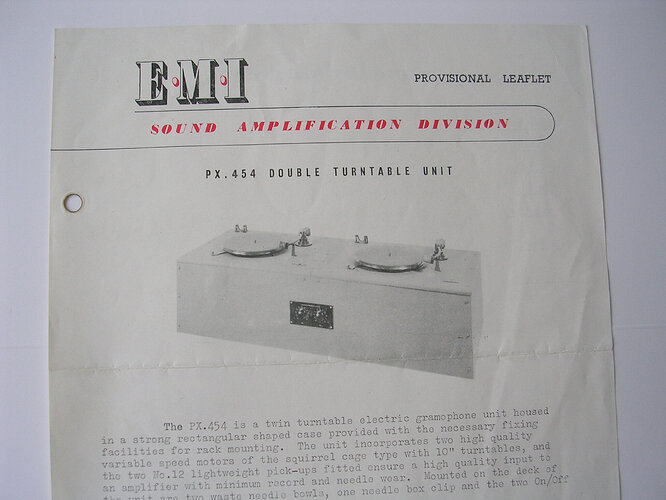 E·M·I
PROVISIONAL LEAFLET
SOUND AMPLIFICATION DIVISION
PX.454 DOUBLE TURNTABLE UNIT
The PX.454 is a twin turntable electric gramophone unit housed
in a strong rectangular shaped case provided with the necessary fixing
facilities for rack mounting. The unit incorporates two high quality
variable speed motors of the squirrel cage type with 10" turntables, and
the two No.12 lightweight pick-ups fitted ensure a high quality input to
an amplifier with minimum record and needle wear. Mounted on the deck of
the unit are two waste needle bowls, one needle box clip and the two On/Off